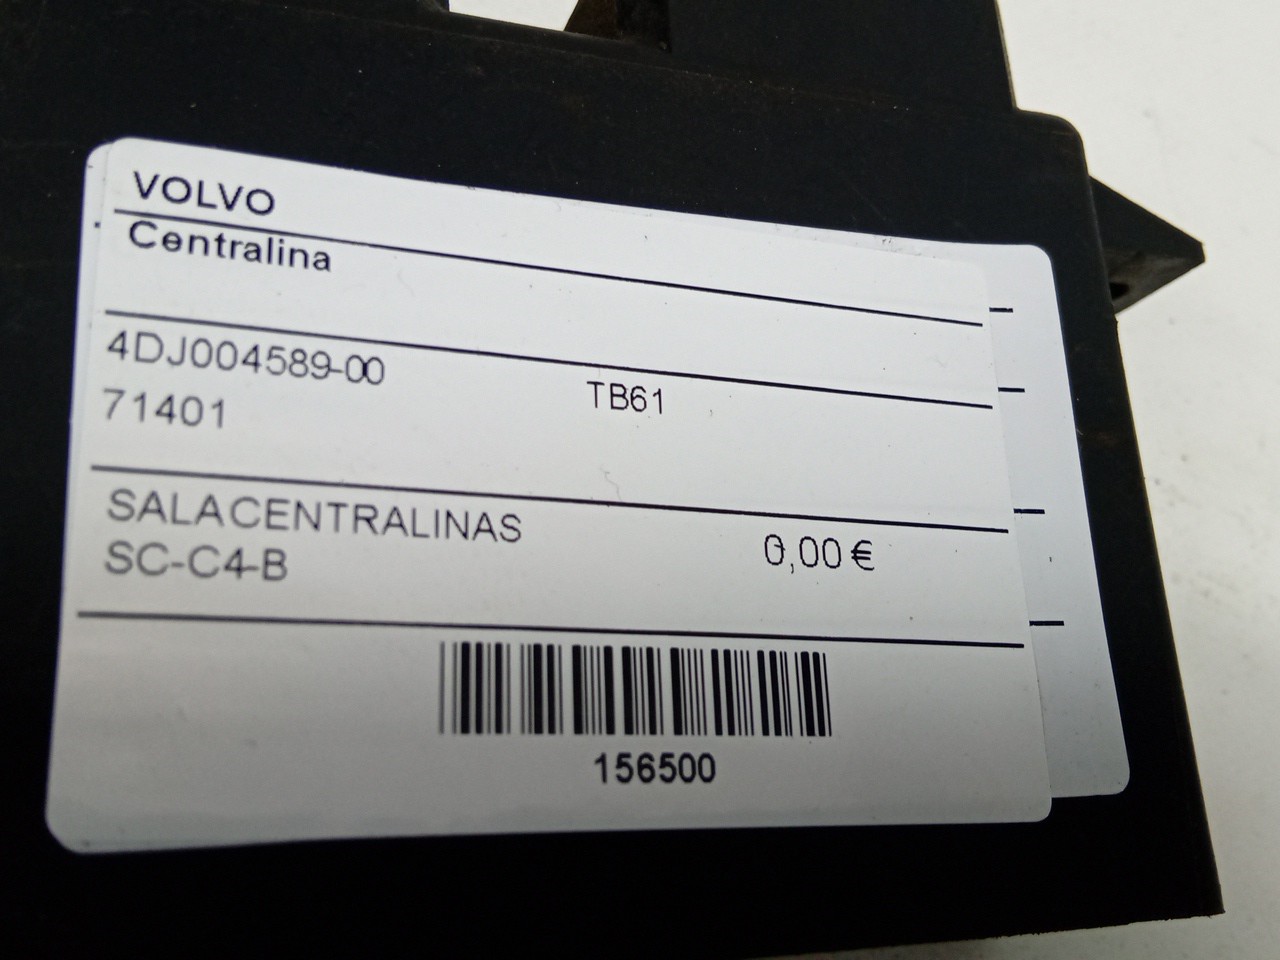 VOLVO
Centralina
4DJ004589-00
TB61
71401
SALACENTRALINAS
0,00 €
SC-C4-B
156500